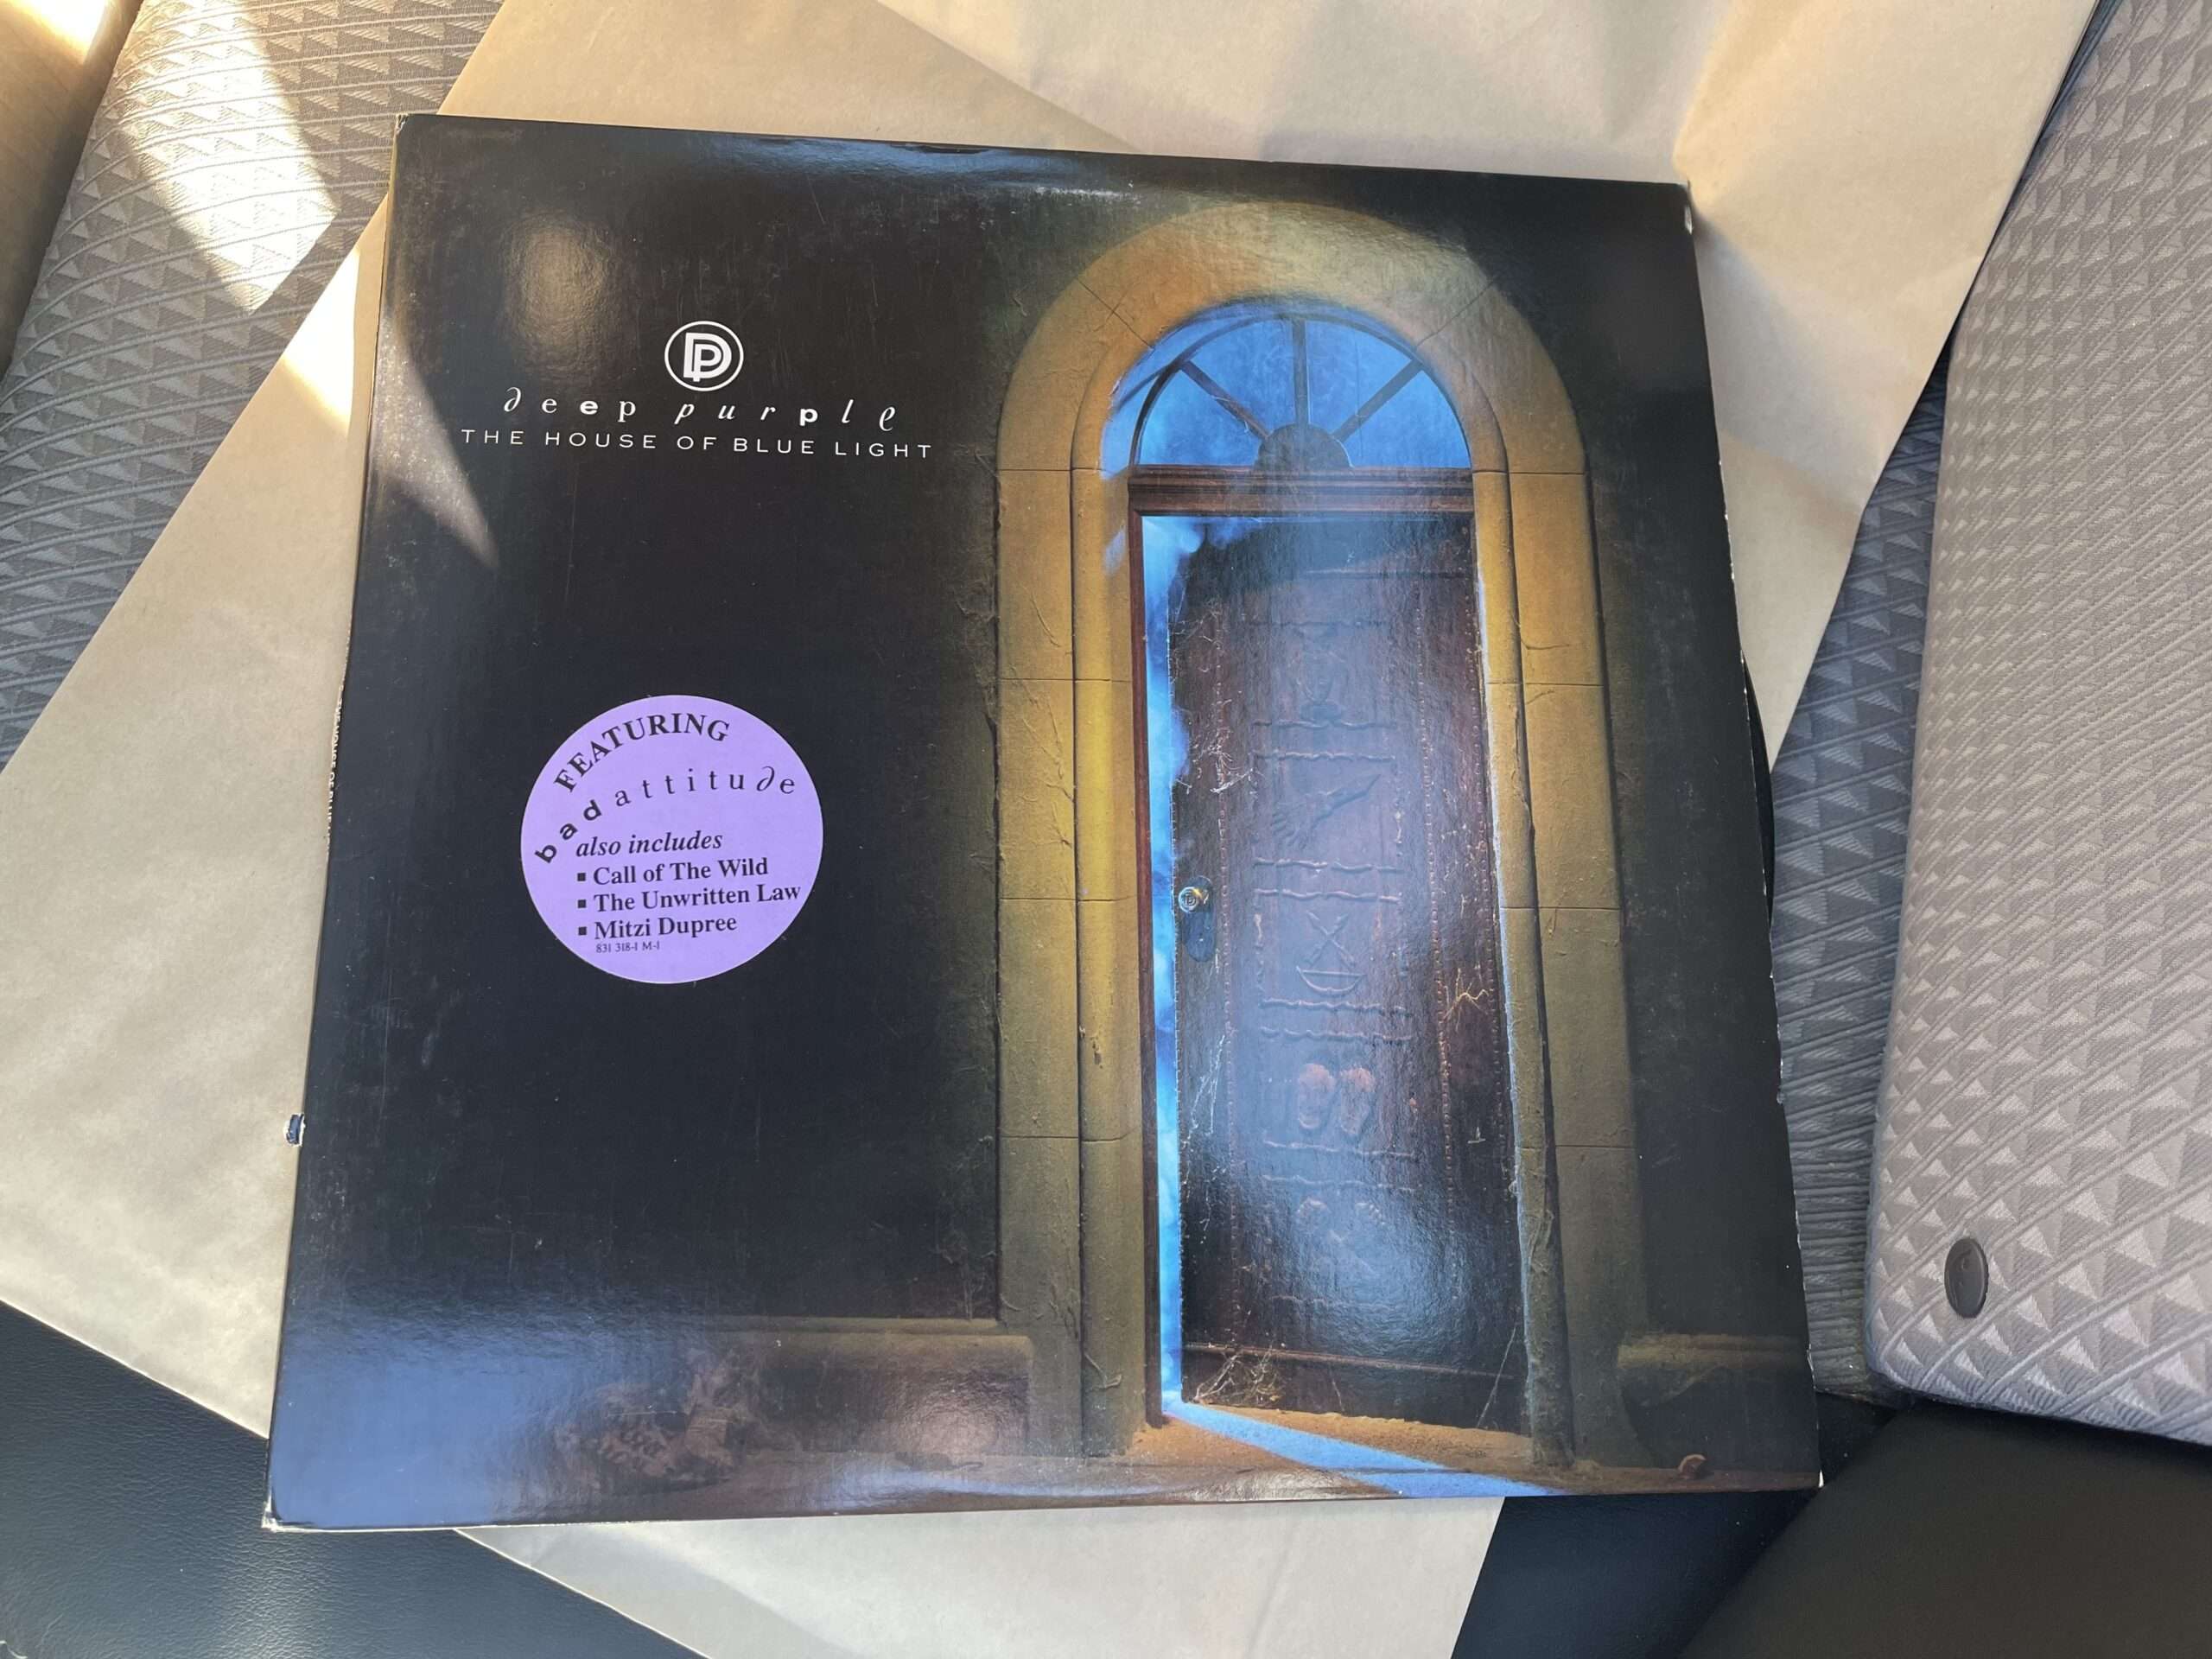 DP
deep purple
THE HOUSE OF BLUE LIGHT
FEATURING
bad attitude
also includes
▪ Call of The Wild
▪ The Unwritten Law
▪ Mitzi Dupree
831 318-1 M-1